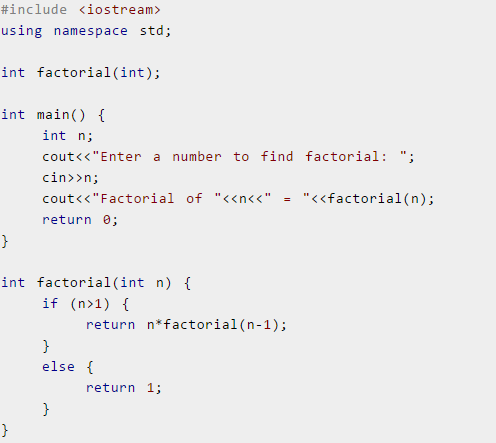 #include <iostream>
using namespace std;
int factorial(int);
int main() {
int n;
cout<<"Enter a number to find factorial: ";
cin>>n;
cout<<"Factorial of "<<n<<" = "<<factorial(n);
return 0;
}
int factorial(int n) {
if (n>1) {
return n*factorial(n-1);
}
else {
return 1;
}
}